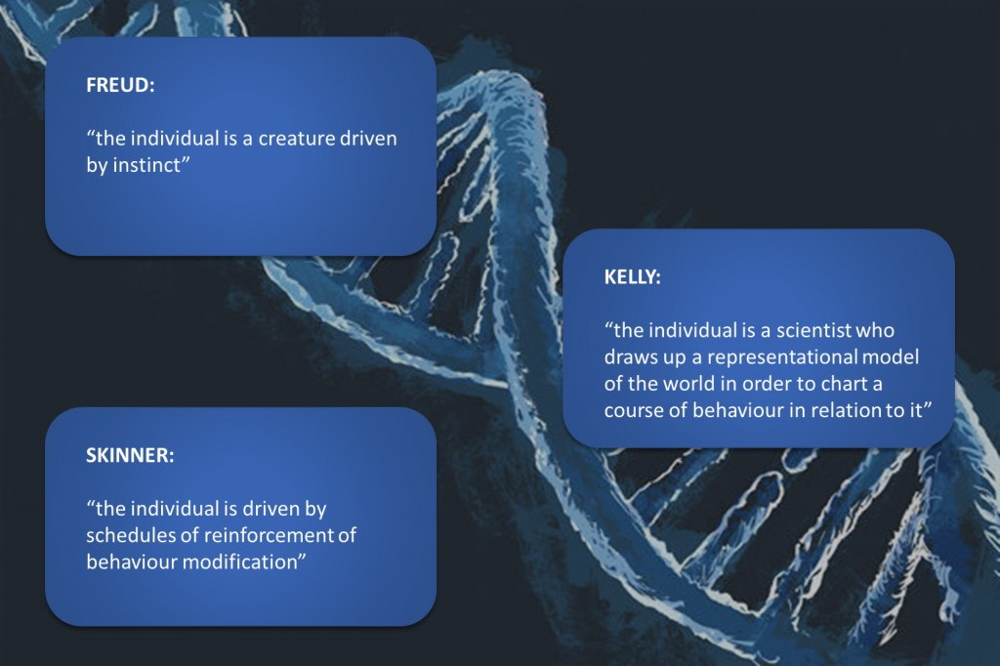 FREUD:
“the individual is a creature driven
by instinct”
KELLY:
“the individual is a scientist who
draws up a representational model
of the world in order to chart a
course of behaviour in relation to it”
SKINNER:
“the individual is driven by
schedules of reinforcement of
behaviour modification”